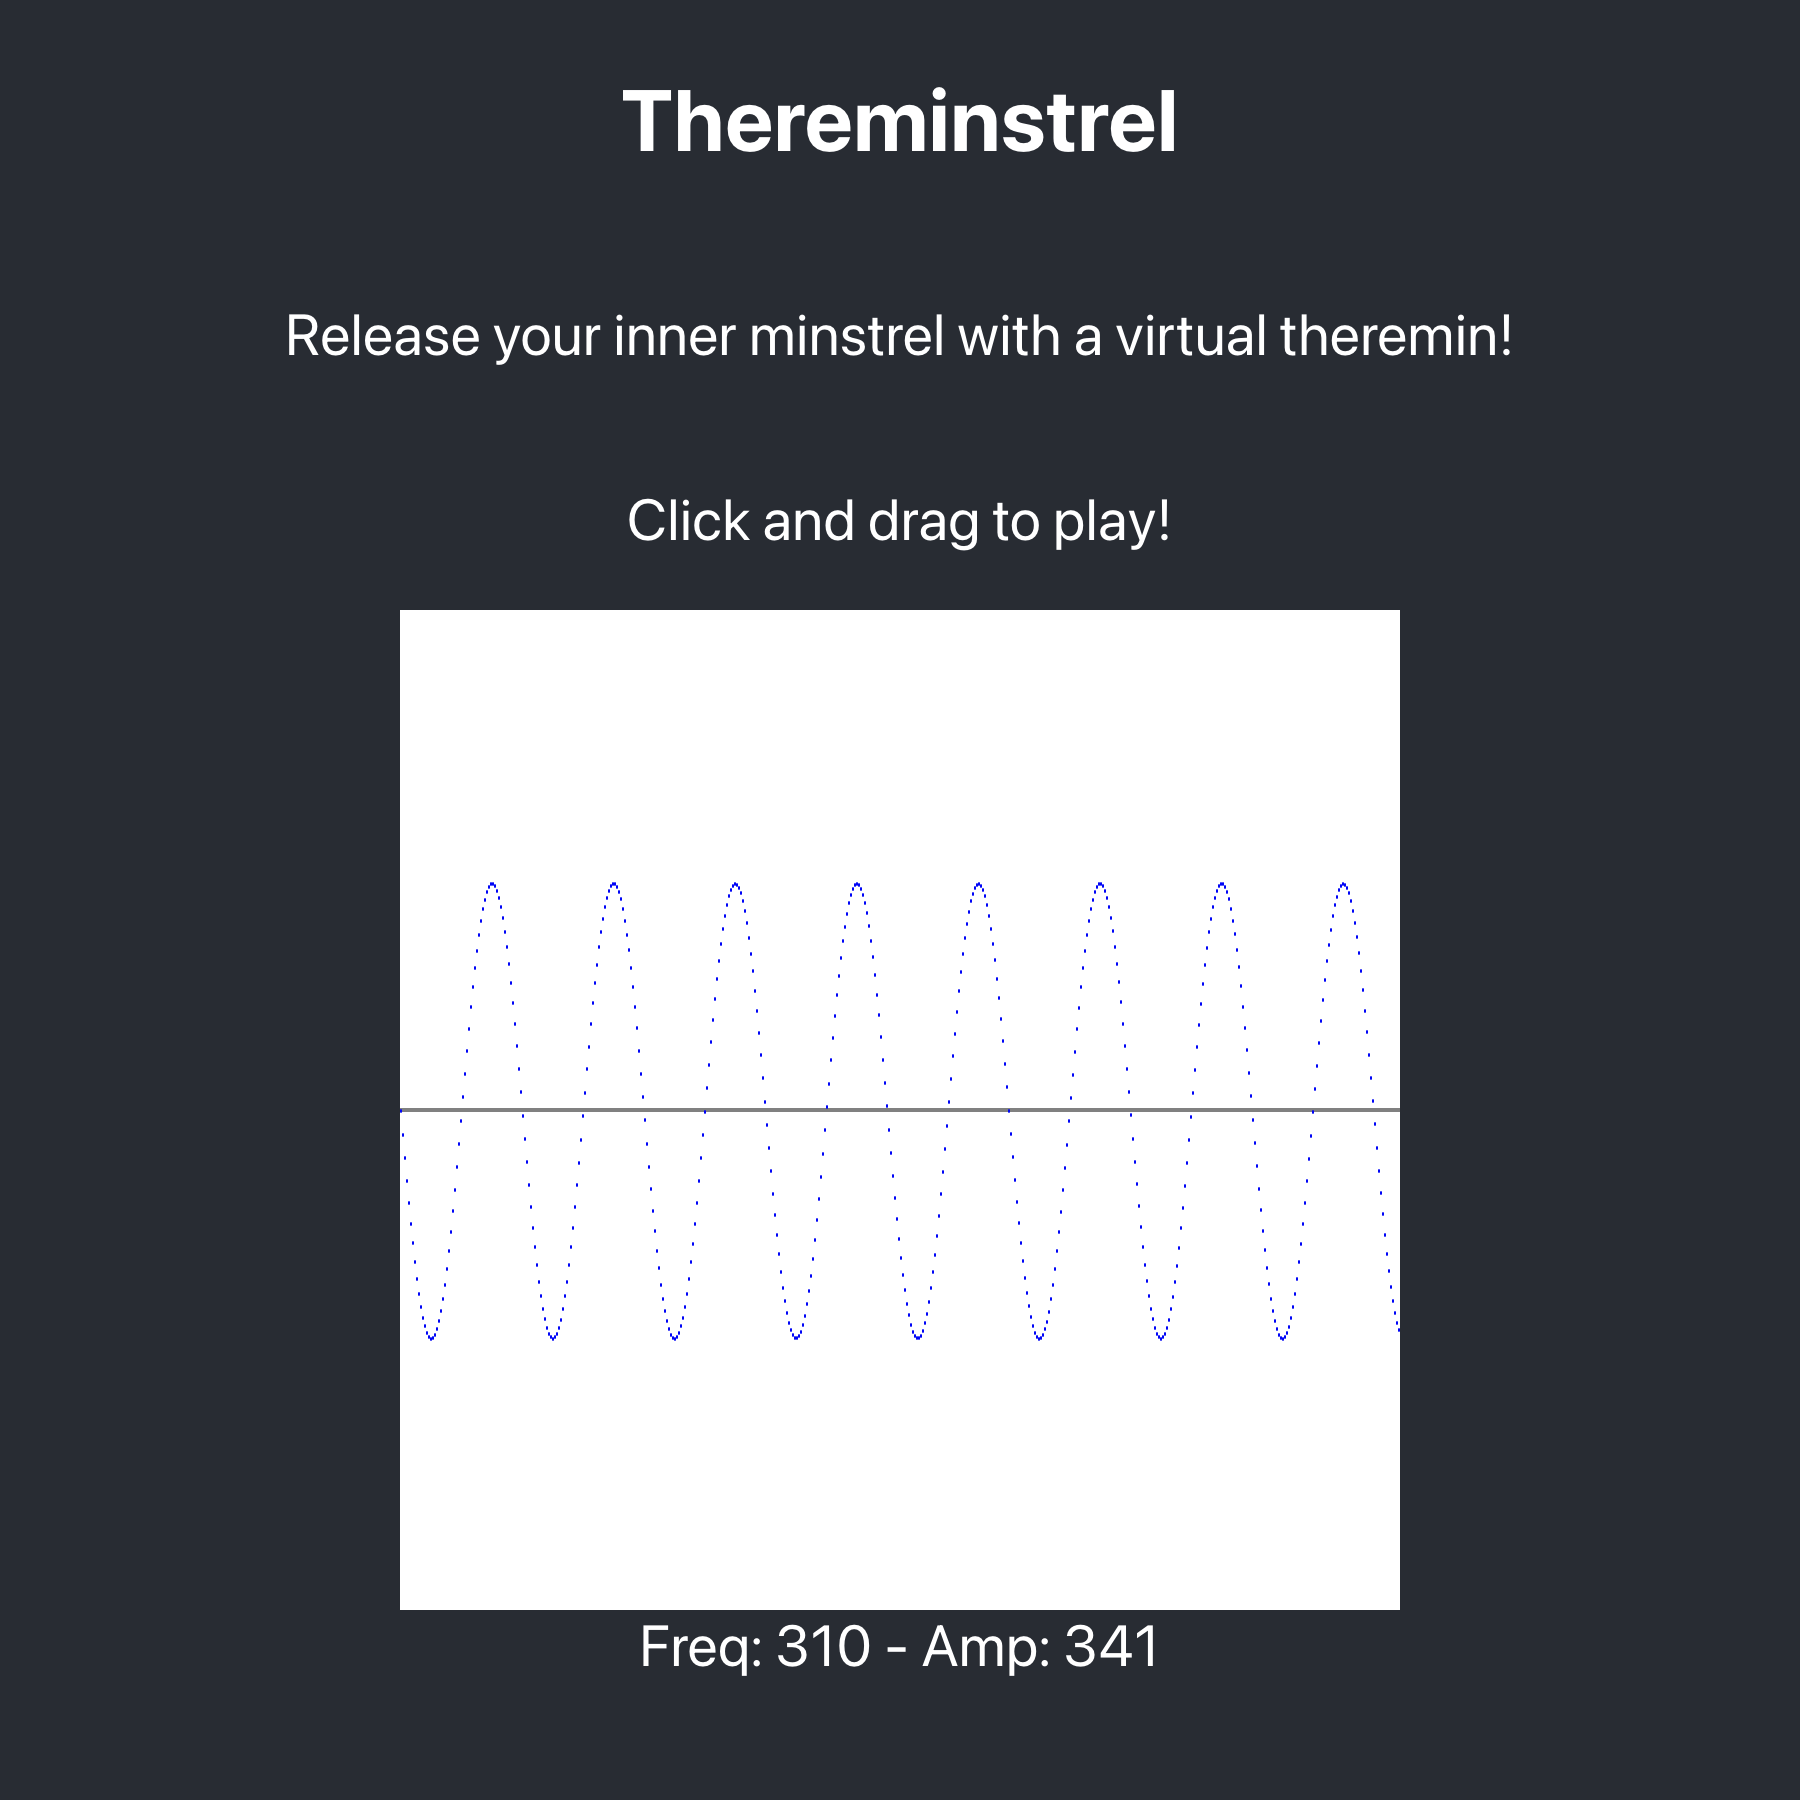 Thereminstrel
Release your inner minstrel with a virtual theremin!
Click and drag to play!
Freq: 310 - Amp: 341